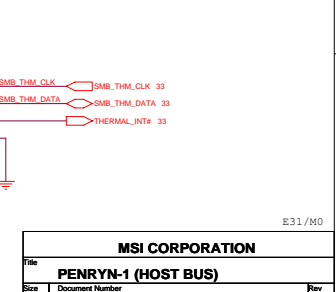 SMB_THM_CLK SMB_THM_CLK 33
SMB_THM_DATA SMB_THM_DATA 33
THERMAL_INT# 33
E31/M0
MSI CORPORATION
Title
PENRYN-1 (HOST BUS)
Size Document Number Rev